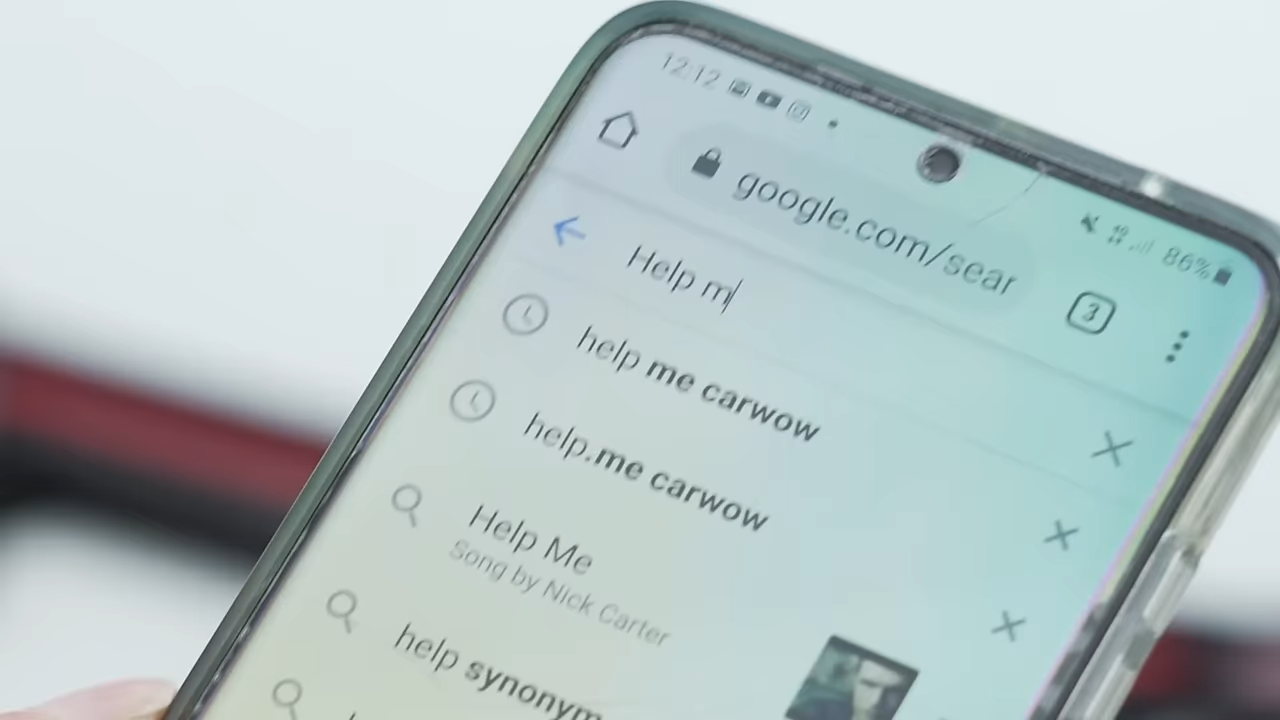 12:12
86%
google.com/sear
3
Help m
help me carwow
help.me carwow
Help Me
Song by Nick Carter
help synonym